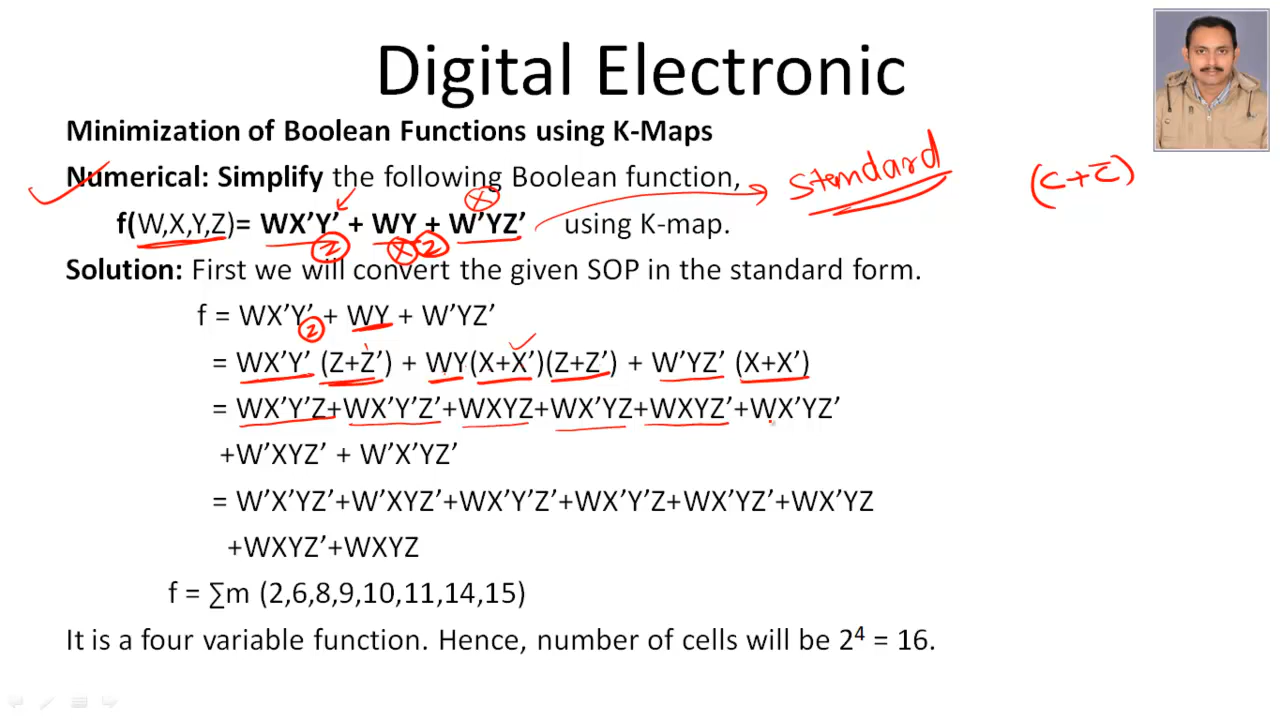 Digital Electronic
Minimization of Boolean Functions using K-Maps
Numerical: Simplify the following Boolean function,
standard
(C+C̅)
f(W,X,Y,Z)= WX'Y' + WY + W'YZ' using K-map.
X
Z X Z
Solution: First we will convert the given SOP in the standard form.
f = WX'Y' + WY + W'YZ'
Z
= WX'Y' (Z+Z') + WY(X+X')(Z+Z') + W'YZ' (X+X')
= WX'Y'Z+WX'Y'Z'+WXYZ+WX'YZ+WXYZ'+WX'YZ'
+W'XYZ' + W'X'YZ'
= W'X'YZ'+W'XYZ'+WX'Y'Z'+WX'Y'Z+WX'YZ'+WX'YZ
+WXYZ'+WXYZ
f = ∑m (2,6,8,9,10,11,14,15)
It is a four variable function. Hence, number of cells will be 2⁴ = 16.